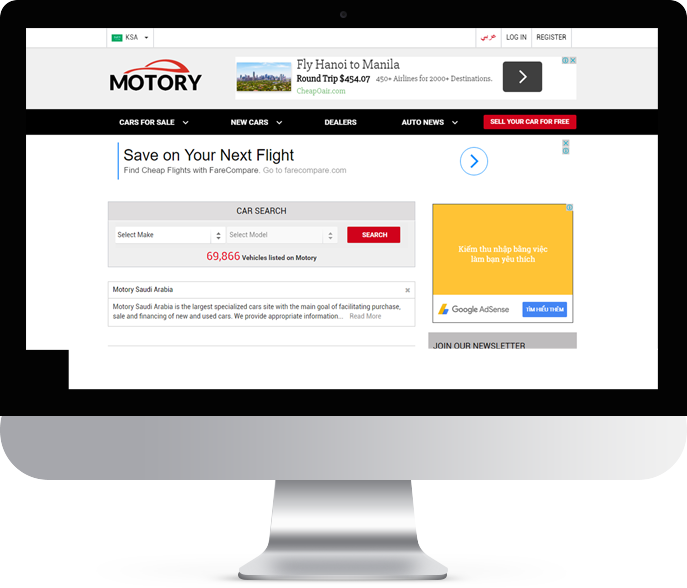 KSA
عربي
LOG IN
REGISTER
MOTORY
Fly Hanoi to Manila
Round Trip $454.07 450+ Airlines for 2000+ Destinations.
CheapOair.com
CARS FOR SALE
NEW CARS
DEALERS
AUTO NEWS
SELL YOUR CAR FOR FREE
Save on Your Next Flight
Find Cheap Flights with FareCompare. Go to farecompare.com
CAR SEARCH
Select Make
Select Model
SEARCH
69,866 Vehicles listed on Motory
Motory Saudi Arabia
Motory Saudi Arabia is the largest specialized cars site with the main goal of facilitating purchase,
sale and financing of new and used cars. We provide appropriate information... Read More
Kiếm thu nhập bằng việc
làm bạn yêu thích
Google AdSense
TÌM HIỂU THÊM
JOIN OUR NEWSLETTER